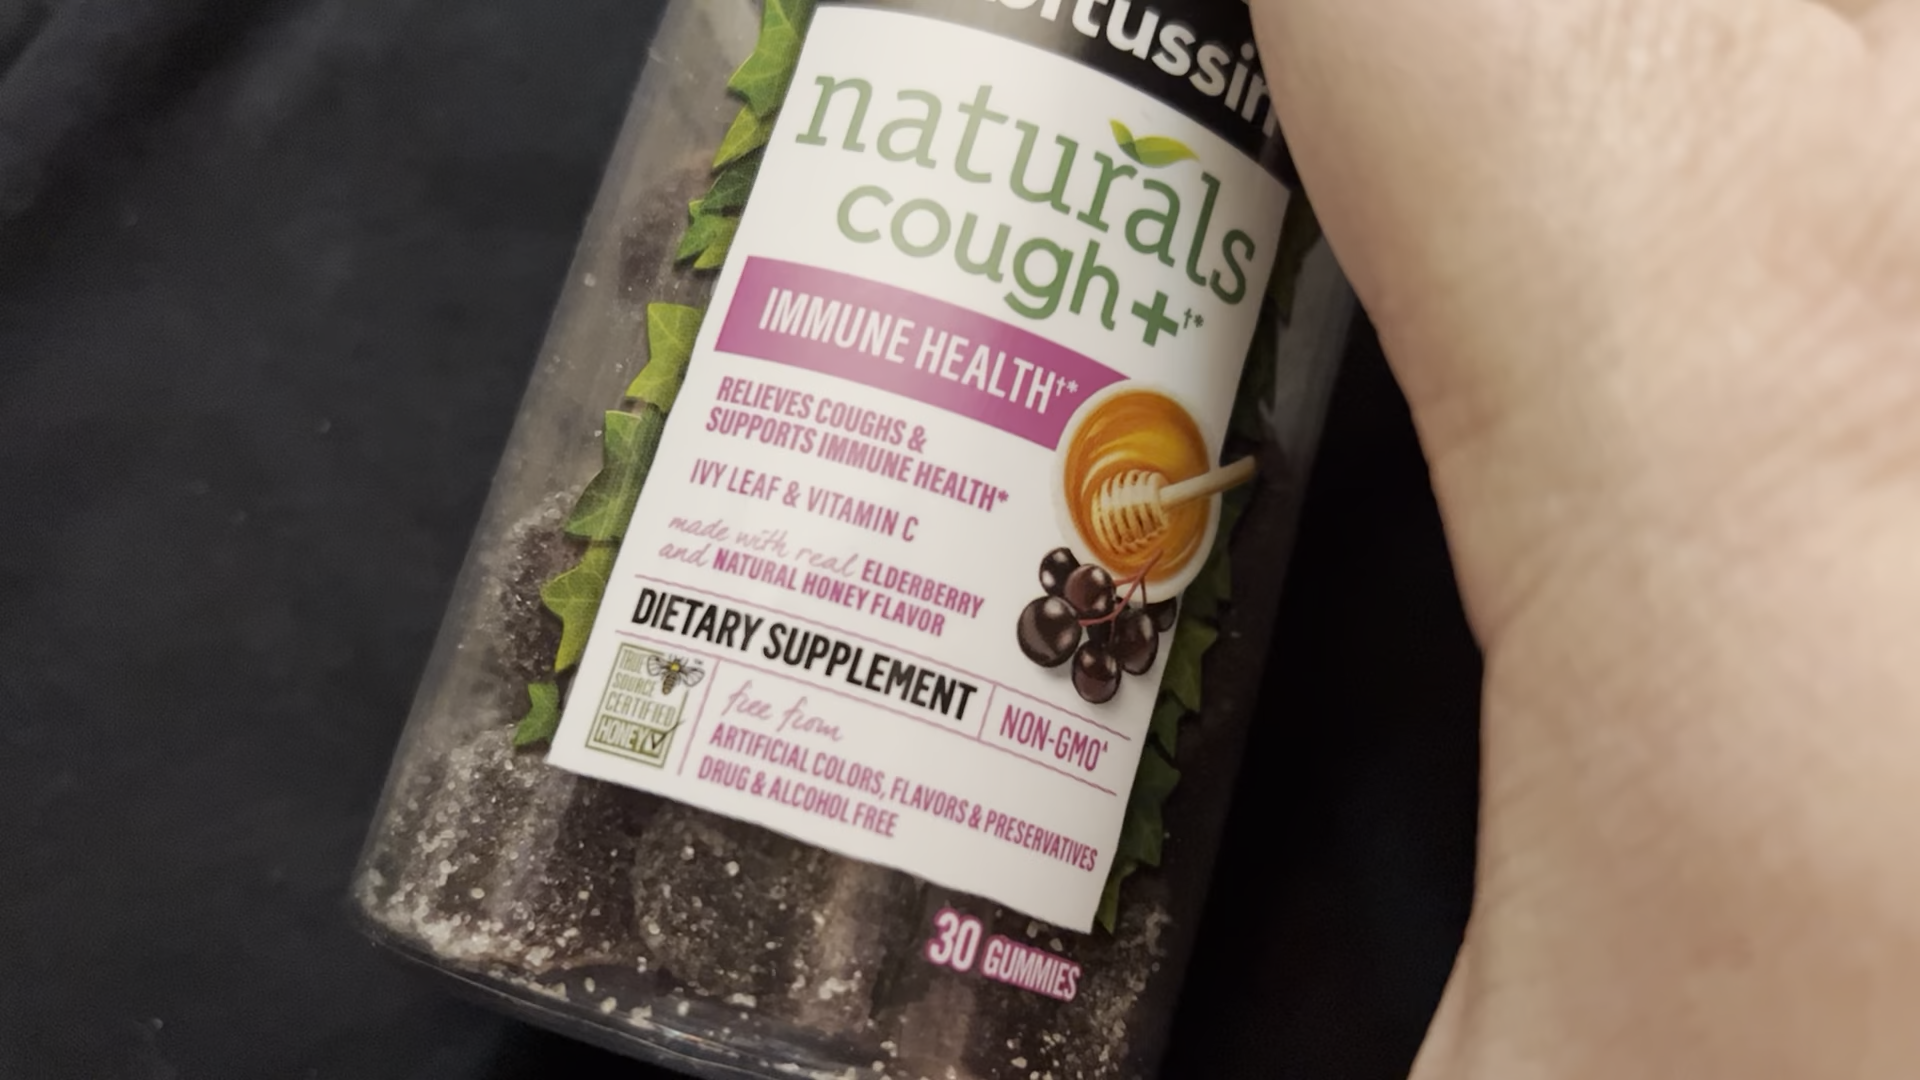 naturals
cough+†*
IMMUNE HEALTH†*
RELIEVES COUGHS &
SUPPORTS IMMUNE HEALTH*
IVY LEAF & VITAMIN C
made with real ELDERBERRY
and NATURAL HONEY FLAVOR
DIETARY SUPPLEMENT
NON-GMO
TRUE
SOURCE
CERTIFIED
HONEY
free from
ARTIFICIAL COLORS, FLAVORS & PRESERVATIVES
DRUG & ALCOHOL FREE
30 GUMMIES